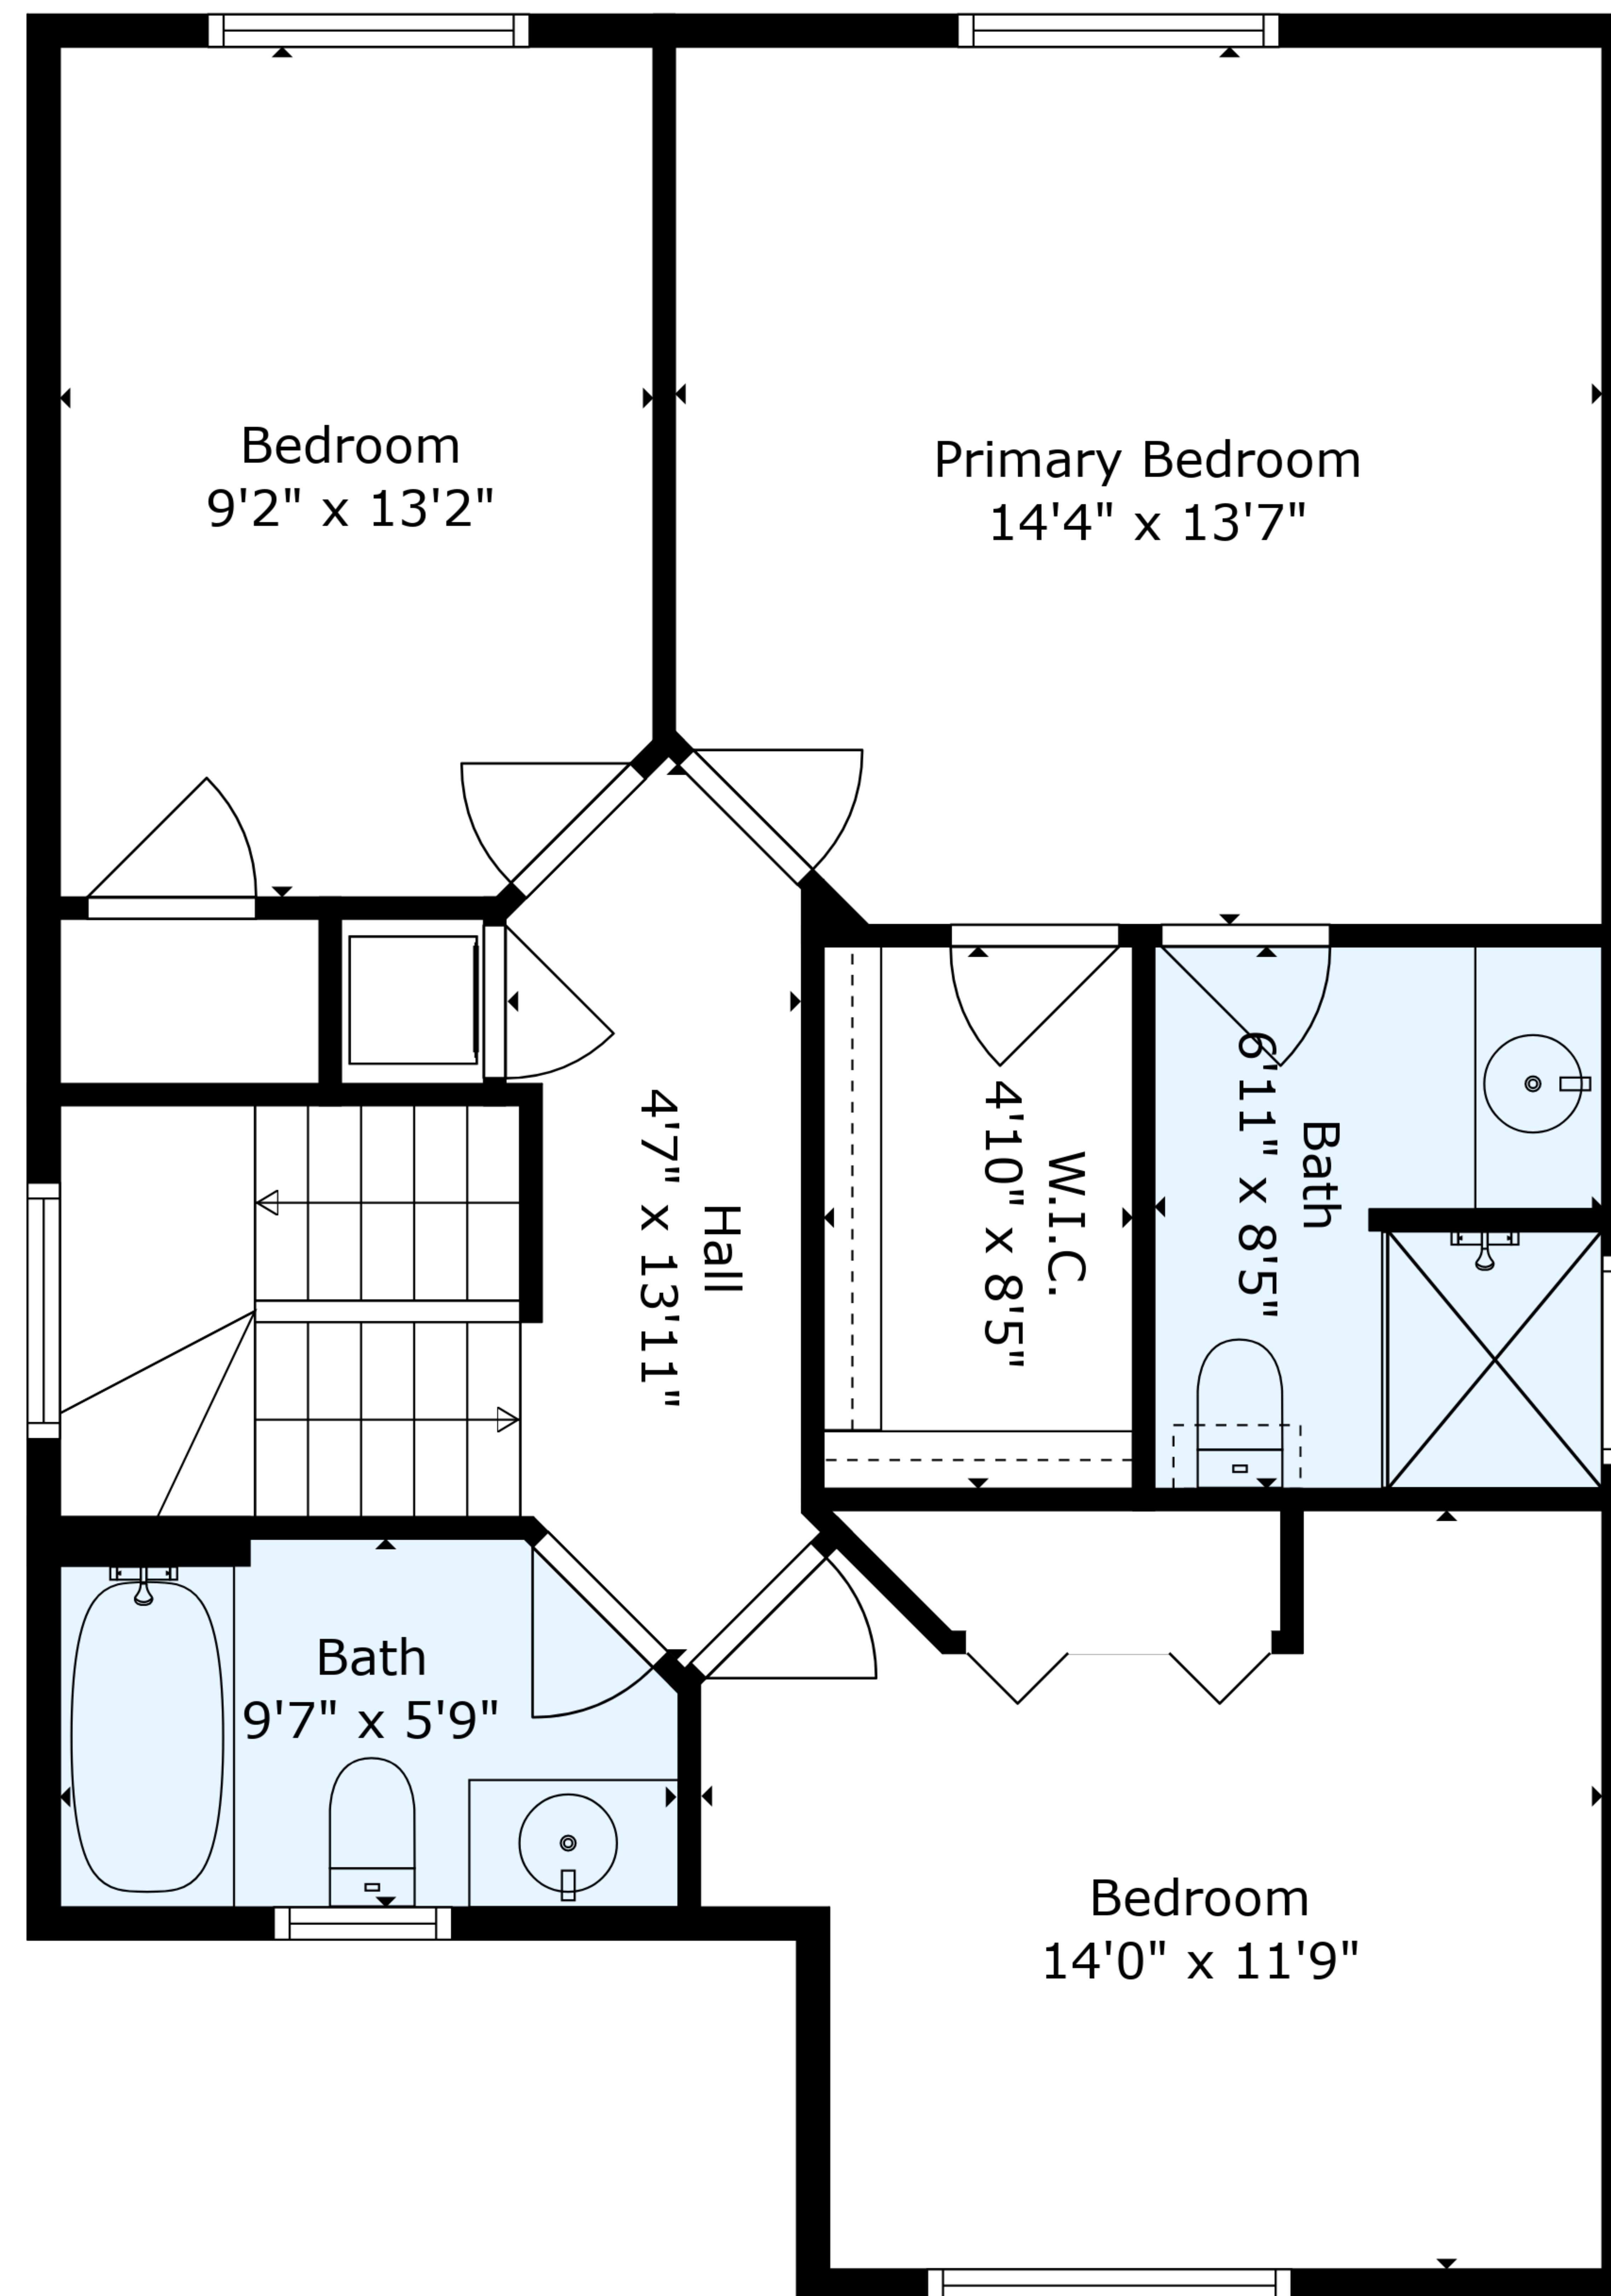 Bedroom
9'2" x 13'2"
Primary Bedroom
14'4" x 13'7"
Hall
4'7" x 13'11"
W.I.C.
4'10" x 8'5"
Bath
6'11" x 8'5"
Bath
9'7" x 5'9"
Bedroom
14'0" x 11'9"